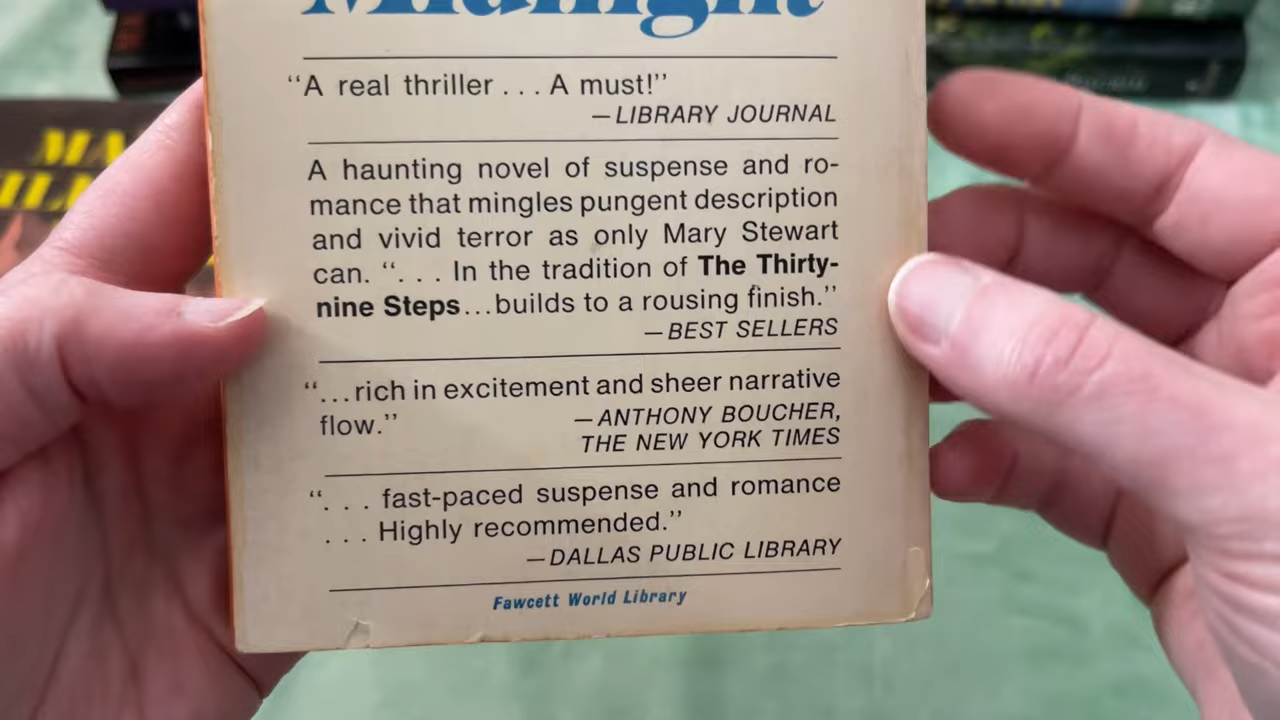 Midnight
“A real thriller . . . A must!”
—LIBRARY JOURNAL
A haunting novel of suspense and ro-
mance that mingles pungent description
and vivid terror as only Mary Stewart
can. “. . . In the tradition of The Thirty-
nine Steps...builds to a rousing finish.”
—BEST SELLERS
“...rich in excitement and sheer narrative
flow.” —ANTHONY BOUCHER,
THE NEW YORK TIMES
“. . . fast-paced suspense and romance
. . . Highly recommended.”
—DALLAS PUBLIC LIBRARY
Fawcett World Library